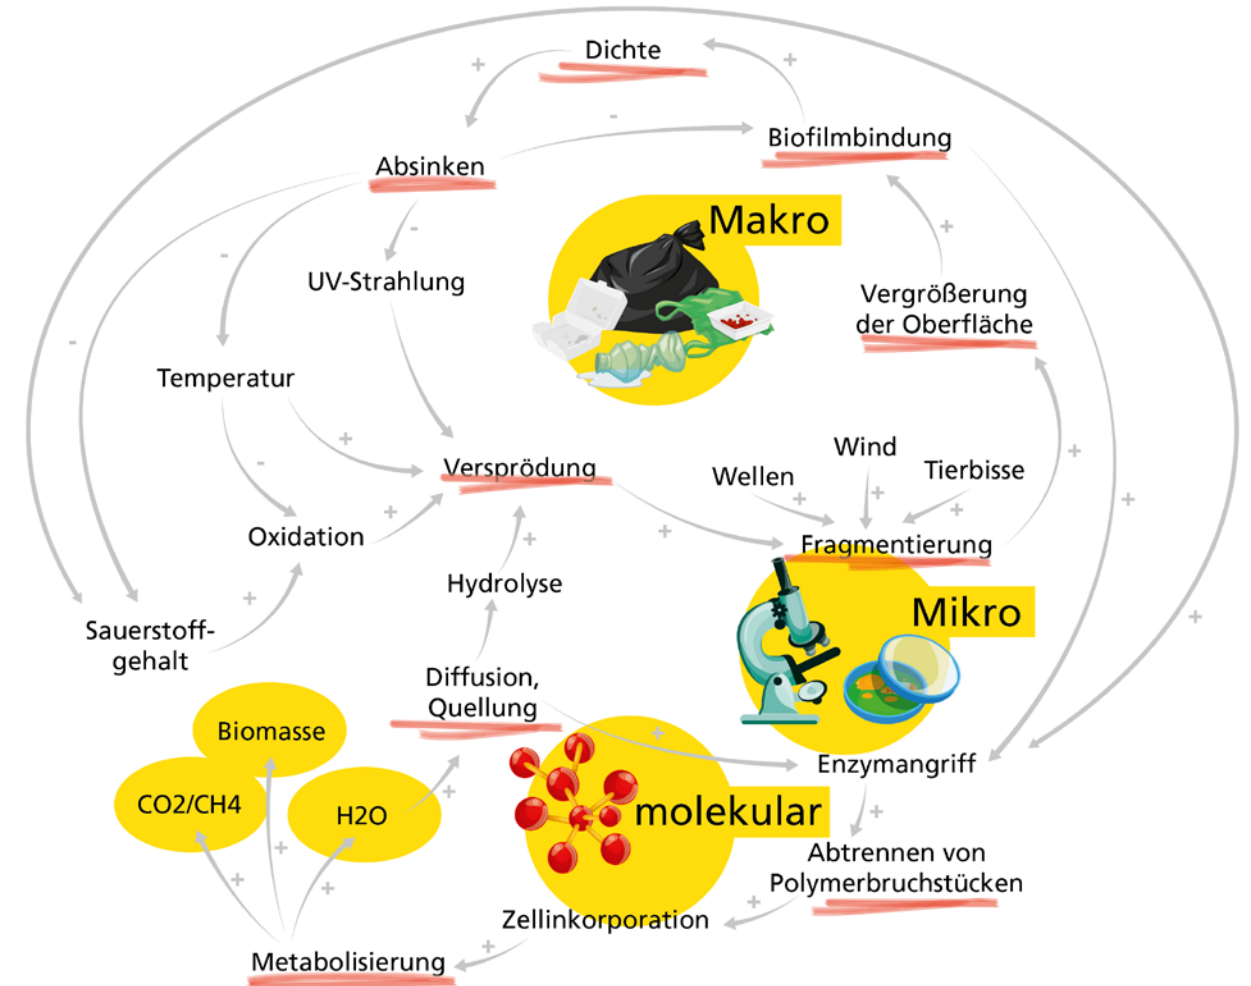 Dichte
+
+
-
Biofilmbindung
Absinken
Makro
-
-
+
UV-Strahlung
Vergrößerung
der Oberfläche
-
Temperatur
+
-
Versprödung
Wind
Wellen
Tierbisse
+
+
+
+
+
+
+
Oxidation
Fragmentierung
+
Hydrolyse
+
Mikro
+
Sauerstoff-
gehalt
Diffusion,
Quellung
+
Biomasse
Enzymangriff
CO2/CH4
H2O
+
molekular
+
+
+
+
Abtrennen von
Polymerbruchstücken
+
Zellinkorporation
+
Metabolisierung